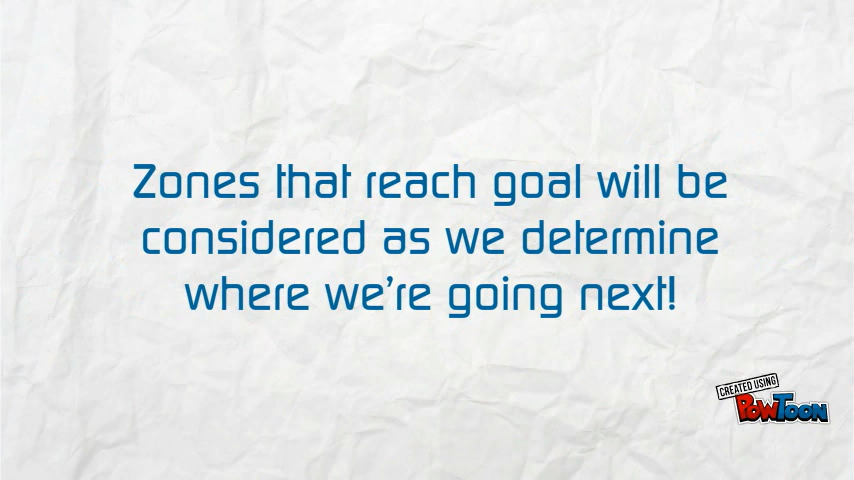 Zones that reach goal will be
considered as we determine
where we're going next!
CREATED USING
POWTOON